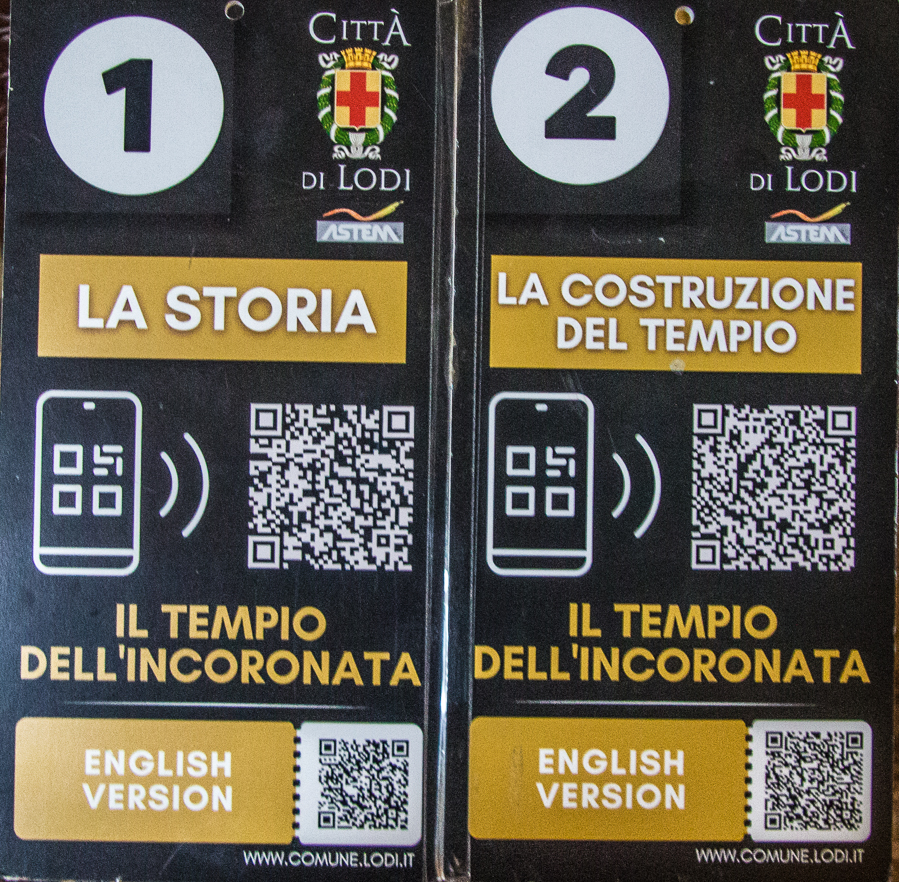 1
CITTÀ
DI LODI
ASTEM
LA STORIA
IL TEMPIO
DELL'INCORONATA
ENGLISH
VERSION
WWW.COMUNE.LODI.IT
2
CITTÀ
DI LODI
ASTEM
LA COSTRUZIONE
DEL TEMPIO
IL TEMPIO
DELL'INCORONATA
ENGLISH
VERSION
WWW.COMUNE.LODI.IT